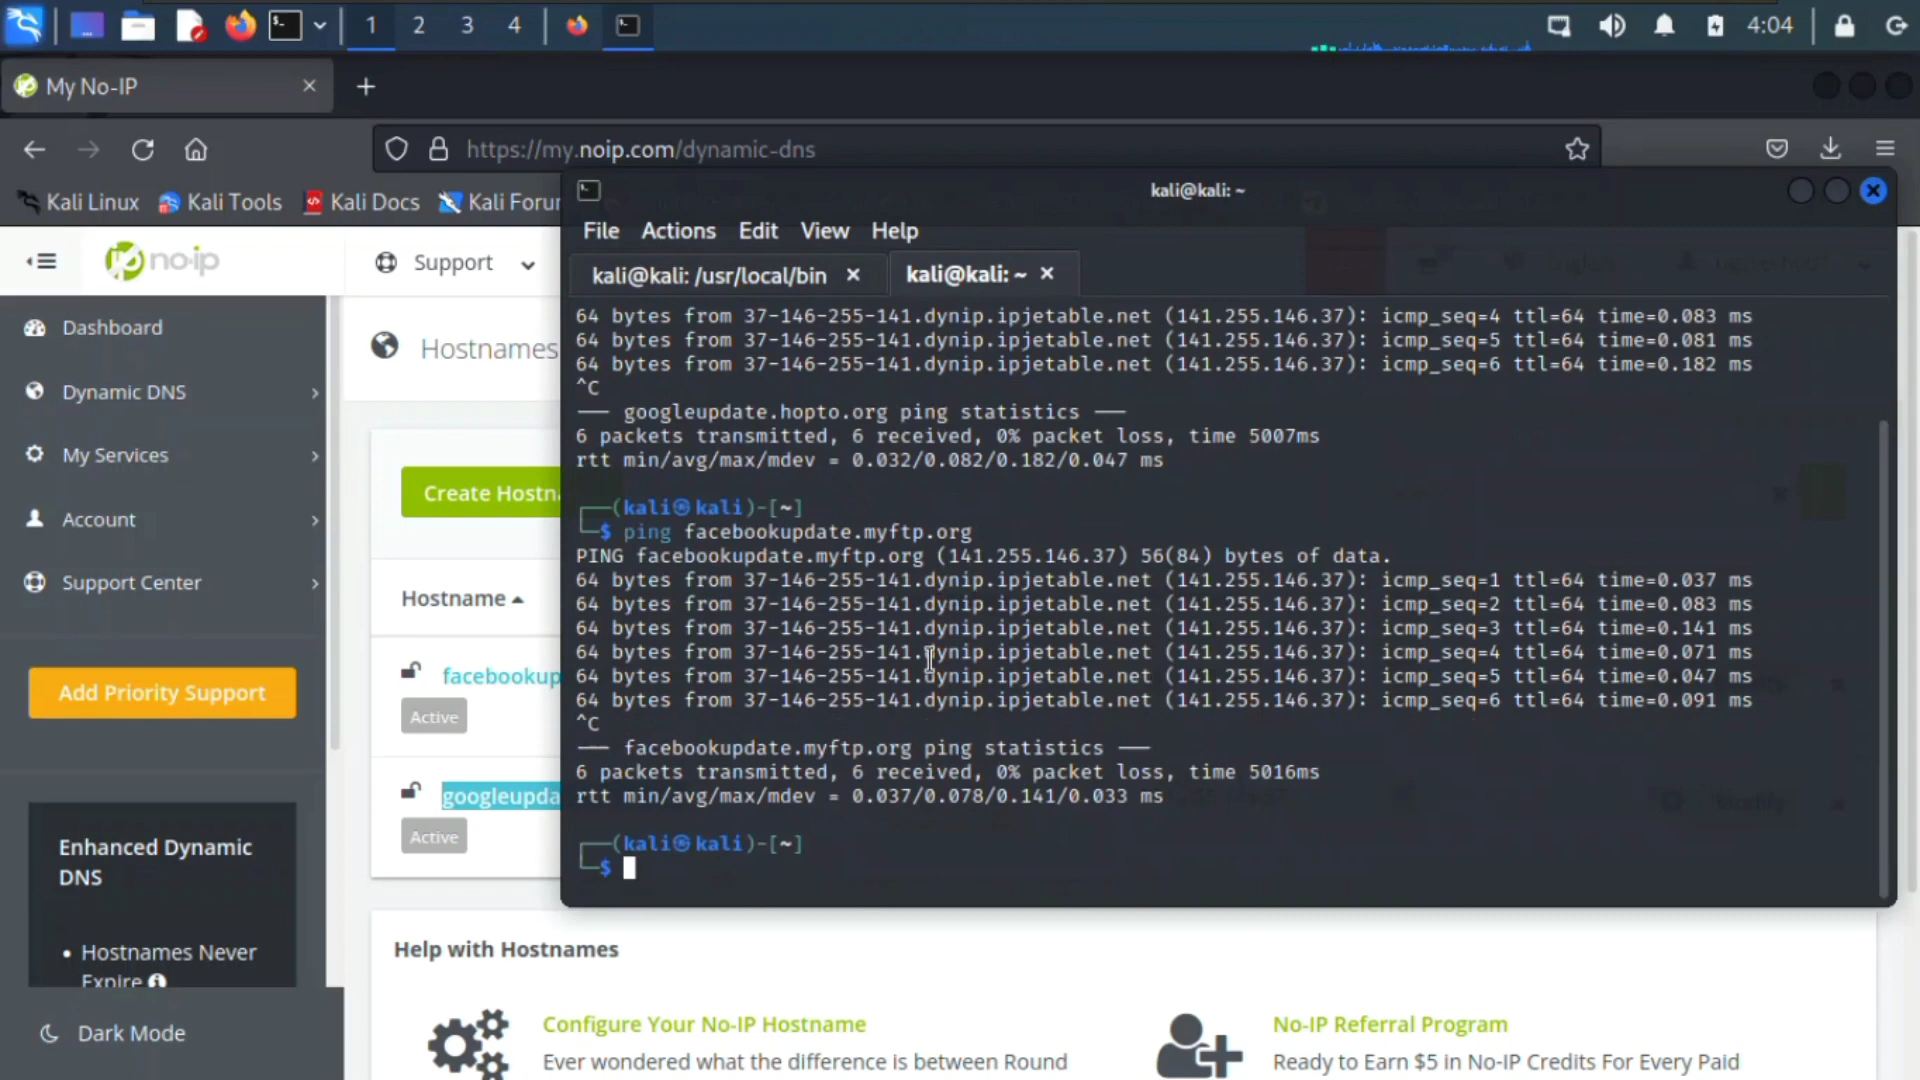 1 2 3 4 4:04
My No-IP
https://my.noip.com/dynamic-dns
Kali Linux Kali Tools Kali Docs Kali Forum
kali@kali: ~
File Actions Edit View Help
kali@kali: /usr/local/bin kali@kali: ~
no-ip
Support
Dashboard
Dynamic DNS
My Services
Account
Support Center
Add Priority Support
Enhanced Dynamic
DNS
• Hostnames Never
Expire
Dark Mode
Hostnames
Create Hostna
Hostname
facebookup
Active
googleupda
Active
64 bytes from 37-146-255-141.dynip.ipjetable.net (141.255.146.37): icmp_seq=4 ttl=64 time=0.083 ms
64 bytes from 37-146-255-141.dynip.ipjetable.net (141.255.146.37): icmp_seq=5 ttl=64 time=0.081 ms
64 bytes from 37-146-255-141.dynip.ipjetable.net (141.255.146.37): icmp_seq=6 ttl=64 time=0.182 ms
^C
--- googleupdate.hopto.org ping statistics ---
6 packets transmitted, 6 received, 0% packet loss, time 5007ms
rtt min/avg/max/mdev = 0.032/0.082/0.182/0.047 ms
┌──(kali㉿kali)-[~]
└─$ ping facebookupdate.myftp.org
PING facebookupdate.myftp.org (141.255.146.37) 56(84) bytes of data.
64 bytes from 37-146-255-141.dynip.ipjetable.net (141.255.146.37): icmp_seq=1 ttl=64 time=0.037 ms
64 bytes from 37-146-255-141.dynip.ipjetable.net (141.255.146.37): icmp_seq=2 ttl=64 time=0.083 ms
64 bytes from 37-146-255-141.dynip.ipjetable.net (141.255.146.37): icmp_seq=3 ttl=64 time=0.141 ms
64 bytes from 37-146-255-141.dynip.ipjetable.net (141.255.146.37): icmp_seq=4 ttl=64 time=0.071 ms
64 bytes from 37-146-255-141.dynip.ipjetable.net (141.255.146.37): icmp_seq=5 ttl=64 time=0.047 ms
64 bytes from 37-146-255-141.dynip.ipjetable.net (141.255.146.37): icmp_seq=6 ttl=64 time=0.091 ms
^C
--- facebookupdate.myftp.org ping statistics ---
6 packets transmitted, 6 received, 0% packet loss, time 5016ms
rtt min/avg/max/mdev = 0.037/0.078/0.141/0.033 ms
┌──(kali㉿kali)-[~]
└─$
Help with Hostnames
Configure Your No-IP Hostname
Ever wondered what the difference is between Round
No-IP Referral Program
Ready to Earn $5 in No-IP Credits For Every Paid